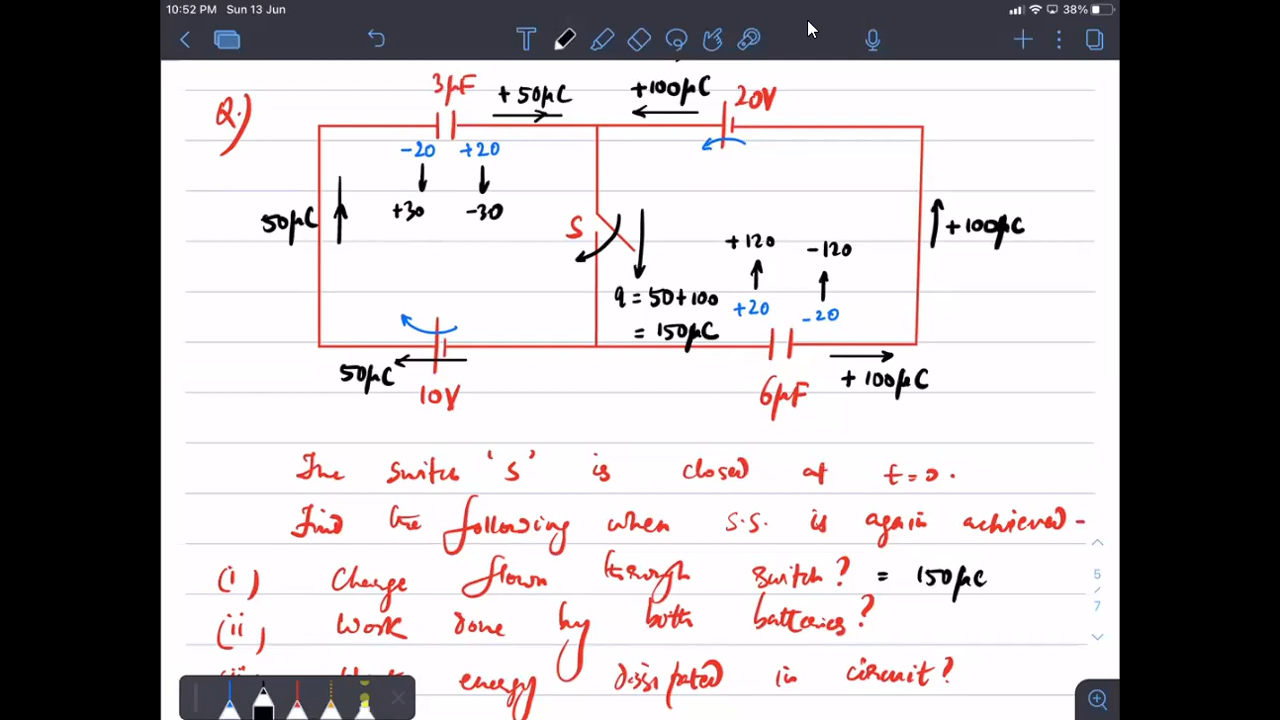 10:52 PM Sun 13 Jun 38%
T
Q.)
3µF +50µC +100µC 20V
-20 +20
+30 -30
50µC
S
+100µC
+120 -120
q = 50+100
= 150µC
+20 -20
50µC
10V
6µF
+100µC
The switch 'S' is closed at t=0.
Find the following when S.S. is again achieved-
(i) Charge flown through switch? = 150µC
(ii) Work done by both batteries?
energy dissipated in circuit?
5
/
7